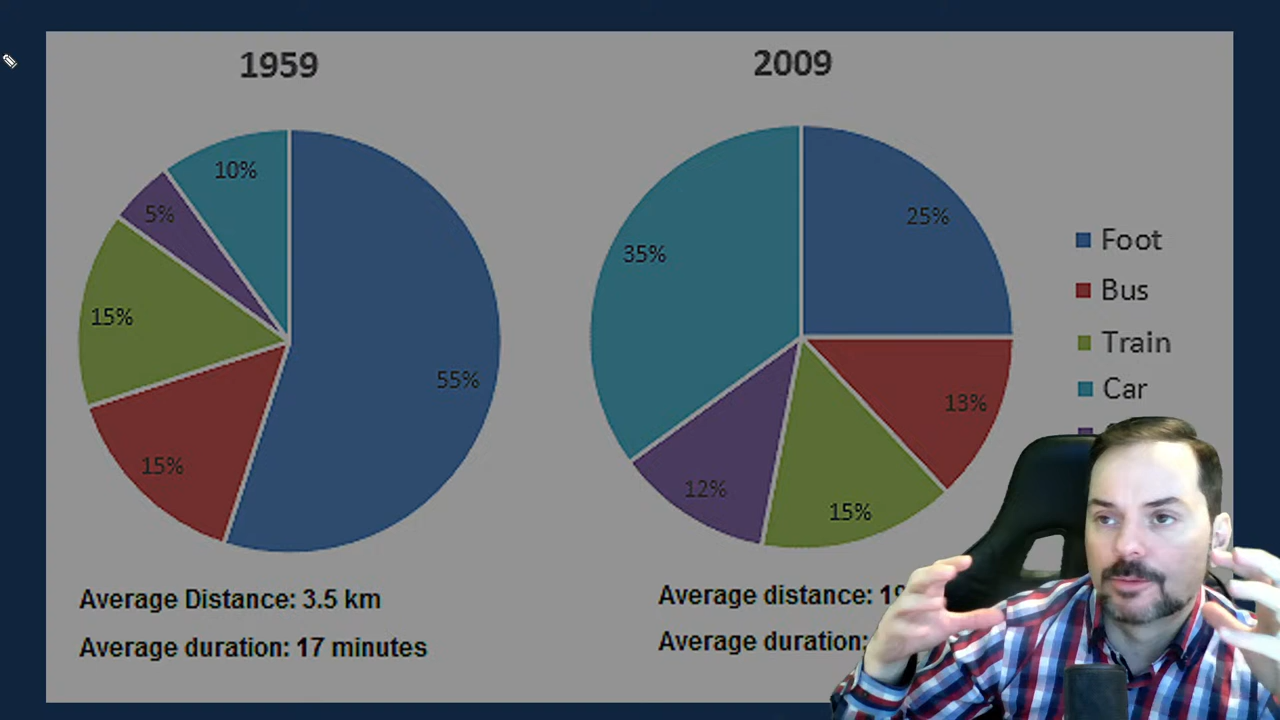 1959
2009
10%
5%
15%
15%
55%
25%
35%
13%
12%
15%
Foot
Bus
Train
Car
Average Distance: 3.5 km
Average duration: 17 minutes
Average distance:
Average duration: